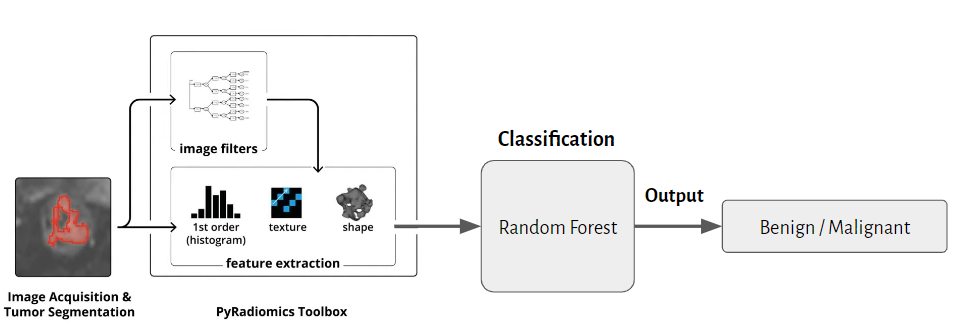 image filters
1st order
(histogram)
texture
shape
feature extraction
Image Acquisition &
Tumor Segmentation
PyRadiomics Toolbox
Classification
Random Forest
Output
Benign / Malignant